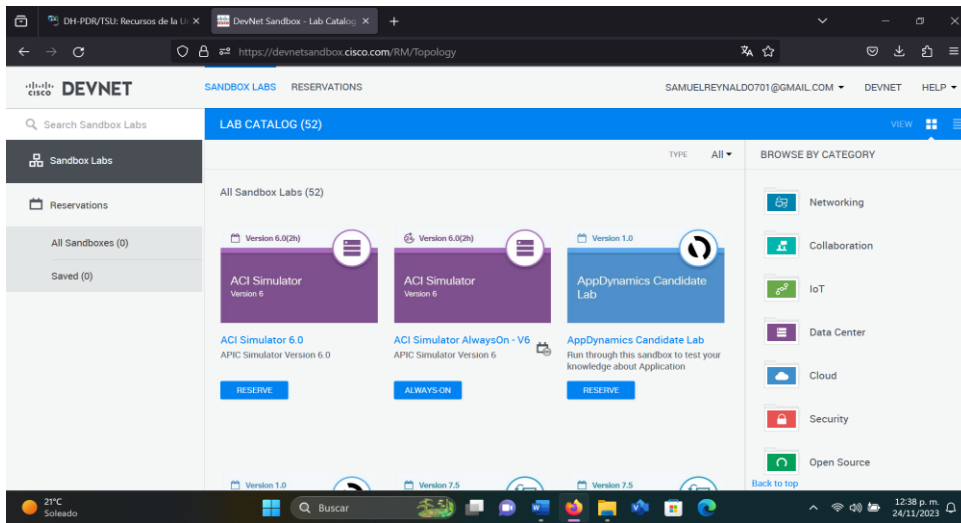 DH-PDR/TSU: Recursos de la Un
DevNet Sandbox - Lab Catalog
https://devnetsandbox.cisco.com/RM/Topology
cisco DEVNET
SANDBOX LABS
RESERVATIONS
SAMUELREYNALDO701@GMAIL.COM
DEVNET
HELP
Search Sandbox Labs
LAB CATALOG (52)
VIEW
Sandbox Labs
TYPE All
BROWSE BY CATEGORY
Reservations
All Sandboxes (0)
Saved (0)
All Sandbox Labs (52)
Version 6.0(2h)
ACI Simulator
Version 6
ACI Simulator 6.0
APIC Simulator Version 6.0
RESERVE
Version 6.0(2h)
ACI Simulator
Version 6
ACI Simulator AlwaysOn - V6
APIC Simulator Version 6
ALWAYS-ON
Version 1.0
AppDynamics Candidate
Lab
AppDynamics Candidate Lab
Run through this sandbox to test your
knowledge about Application
RESERVE
Version 1.0
Version 7.5
Version 7.5
Networking
Collaboration
IoT
Data Center
Cloud
Security
Open Source
Back to top
21°C
Soleado
Buscar
12:38 p. m.
24/11/2023